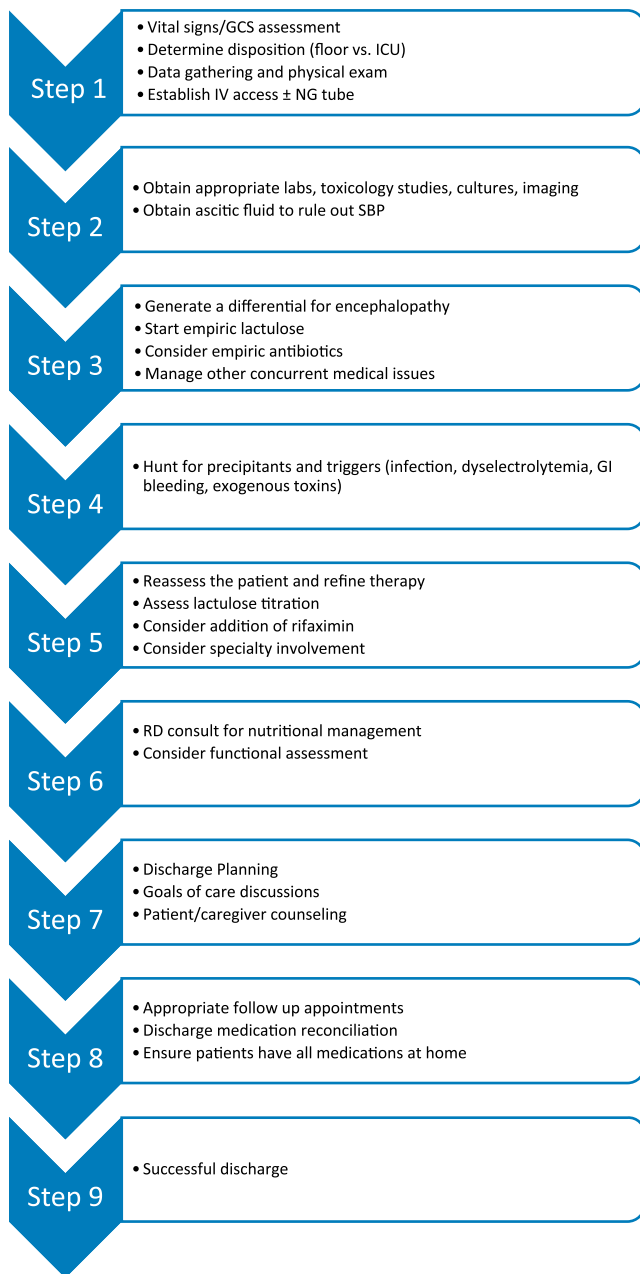 Step 1
• Vital signs/GCS assessment
• Determine disposition (floor vs. ICU)
• Data gathering and physical exam
• Establish IV access ± NG tube
Step 2
• Obtain appropriate labs, toxicology studies, cultures, imaging
• Obtain ascitic fluid to rule out SBP
Step 3
• Generate a differential for encephalopathy
• Start empiric lactulose
• Consider empiric antibiotics
• Manage other concurrent medical issues
Step 4
• Hunt for precipitants and triggers (infection, dyselectrolytemia, GI
bleeding, exogenous toxins)
Step 5
• Reassess the patient and refine therapy
• Assess lactulose titration
• Consider addition of rifaximin
• Consider specialty involvement
Step 6
• RD consult for nutritional management
• Consider functional assessment
Step 7
• Discharge Planning
• Goals of care discussions
• Patient/caregiver counseling
Step 8
• Appropriate follow up appointments
• Discharge medication reconciliation
• Ensure patients have all medications at home
Step 9
• Successful discharge